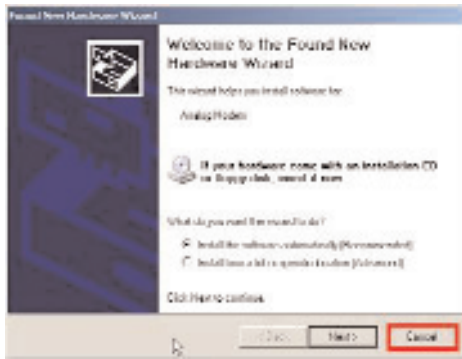 Found New Hardware Wizard
Welcome to the Found New
Hardware Wizard
This wizard helps you install software for:
Analog Modem
If your hardware came with an installation CD
or floppy disk, insert it now.
What do you want the wizard to do?
Install the software automatically (Recommended)
Install from a list or specific location (Advanced)
Click Next to continue.
< Back
Next >
Cancel